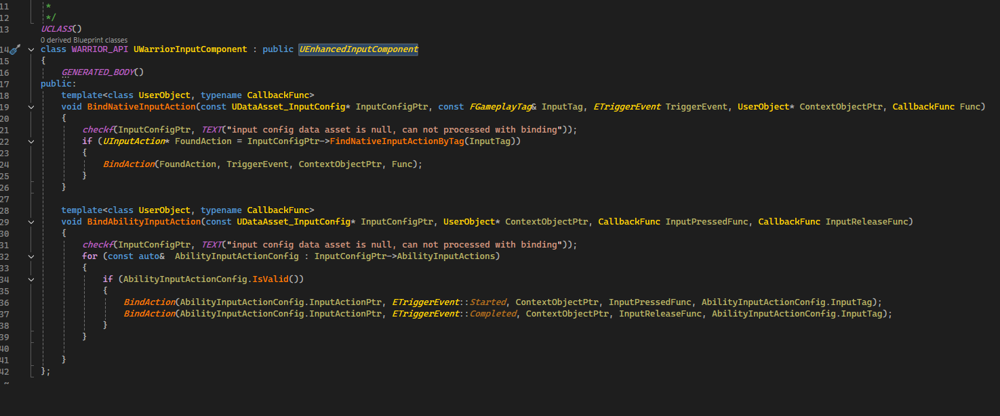 11 *
12 */
13 UCLASS()
0 derived Blueprint classes
14 class WARRIOR_API UWarriorInputComponent : public UEnhancedInputComponent
15 {
16 GENERATED_BODY()
17 public:
18 template<class UserObject, typename CallbackFunc>
19 void BindNativeInputAction(const UDataAsset_InputConfig* InputConfigPtr, const FGameplayTag& InputTag, ETriggerEvent TriggerEvent, UserObject* ContextObjectPtr, CallbackFunc Func)
20 {
21 checkf(InputConfigPtr, TEXT("input config data asset is null, can not processed with binding"));
22 if (UInputAction* FoundAction = InputConfigPtr->FindNativeInputActionByTag(InputTag))
23 {
24 BindAction(FoundAction, TriggerEvent, ContextObjectPtr, Func);
25 }
26 }
27
28 template<class UserObject, typename CallbackFunc>
29 void BindAbilityInputAction(const UDataAsset_InputConfig* InputConfigPtr, UserObject* ContextObjectPtr, CallbackFunc InputPressedFunc, CallbackFunc InputReleaseFunc)
30 {
31 checkf(InputConfigPtr, TEXT("input config data asset is null, can not processed with binding"));
32 for (const auto&  AbilityInputActionConfig : InputConfigPtr->AbilityInputActions)
33 {
34 if (AbilityInputActionConfig.IsValid())
35 {
36 BindAction(AbilityInputActionConfig.InputActionPtr, ETriggerEvent::Started, ContextObjectPtr, InputPressedFunc, AbilityInputActionConfig.InputTag);
37 BindAction(AbilityInputActionConfig.InputActionPtr, ETriggerEvent::Completed, ContextObjectPtr, InputReleaseFunc, AbilityInputActionConfig.InputTag);
38 }
39 }
40
41 }
42 };